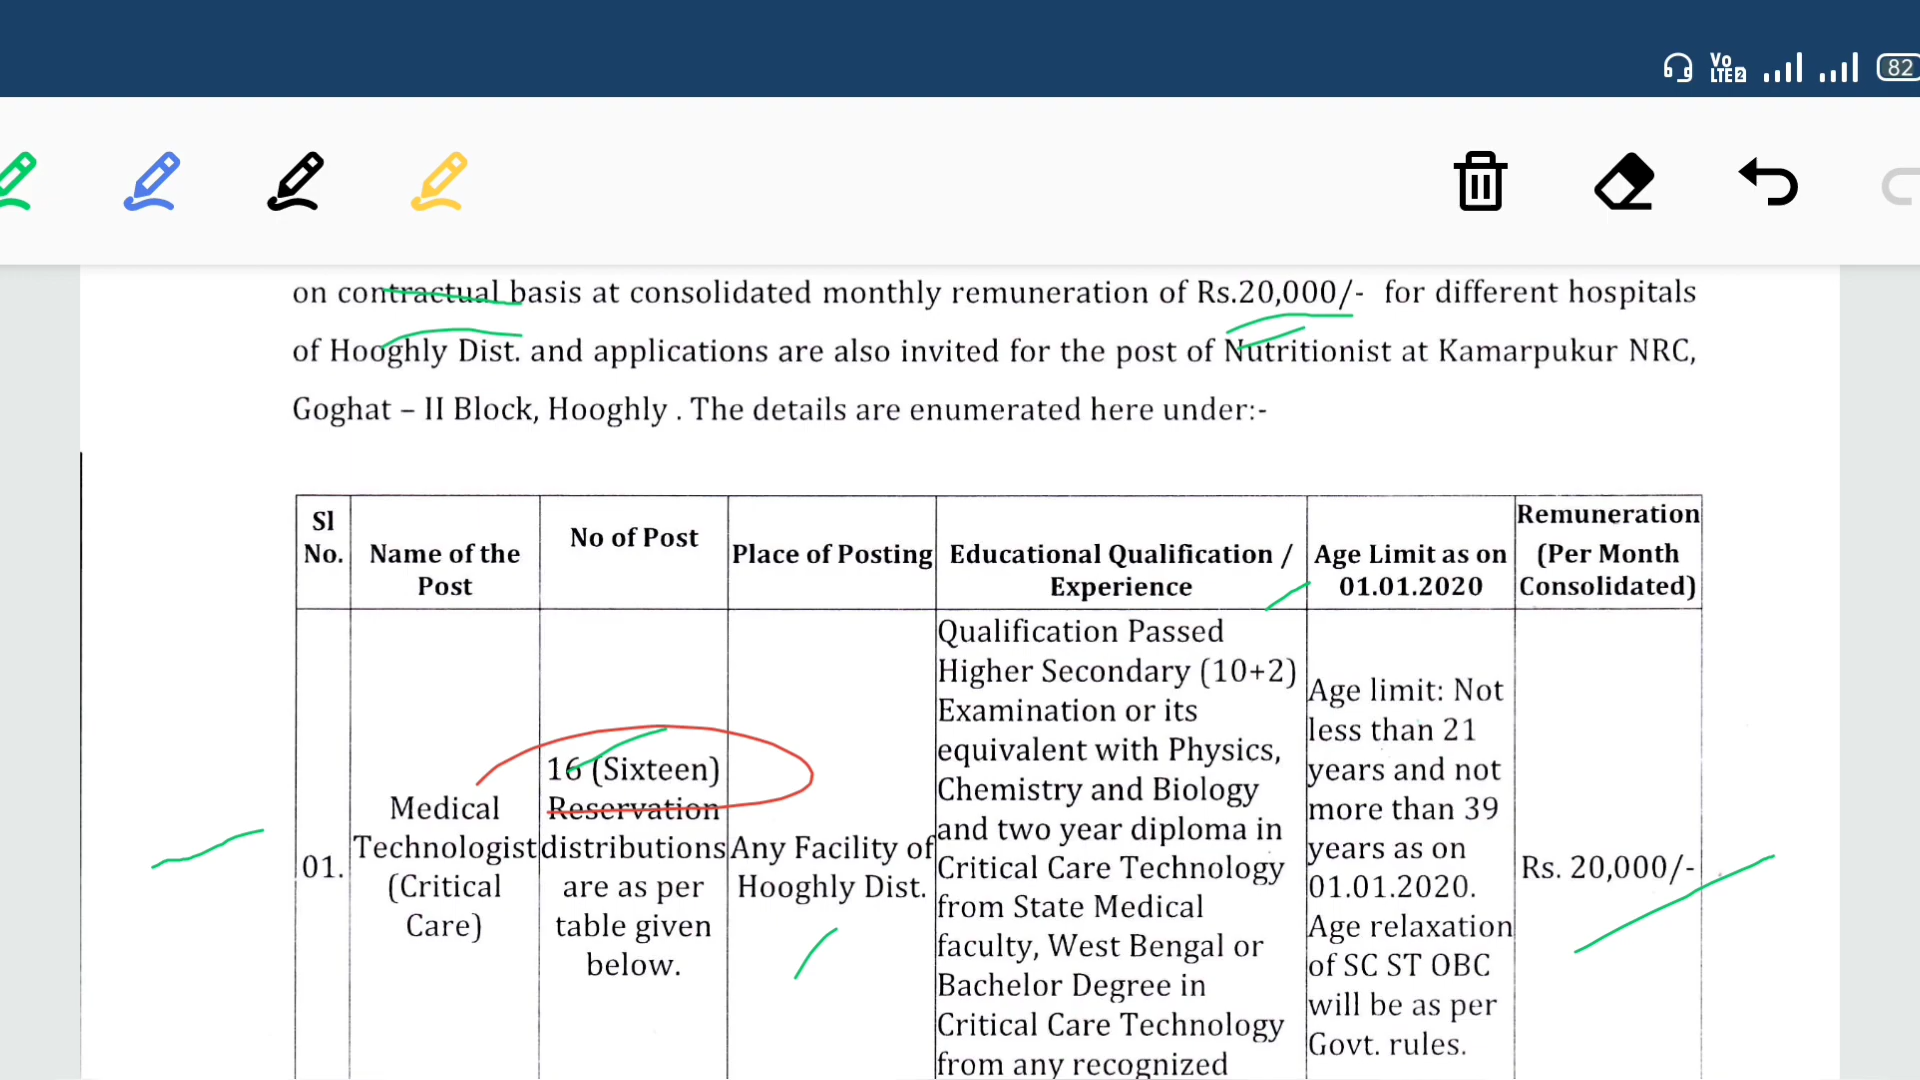 Vo
LTE2
82
on contractual basis at consolidated monthly remuneration of Rs.20,000/- for different hospitals
of Hooghly Dist. and applications are also invited for the post of Nutritionist at Kamarpukur NRC,
Goghat – II Block, Hooghly . The details are enumerated here under:-
Sl
No.
Name of the
Post
No of Post
Place of Posting
Educational Qualification /
Experience
Age Limit as on
01.01.2020
Remuneration
(Per Month
Consolidated)
01.
Medical
Technologist
(Critical
Care)
16 (Sixteen)
Reservation
distributions
are as per
table given
below.
Any Facility of
Hooghly Dist.
Qualification Passed
Higher Secondary (10+2)
Examination or its
equivalent with Physics,
Chemistry and Biology
and two year diploma in
Critical Care Technology
from State Medical
faculty, West Bengal or
Bachelor Degree in
Critical Care Technology
from any recognized
Age limit: Not
less than 21
years and not
more than 39
years as on
01.01.2020.
Age relaxation
of SC ST OBC
will be as per
Govt. rules.
Rs. 20,000/-